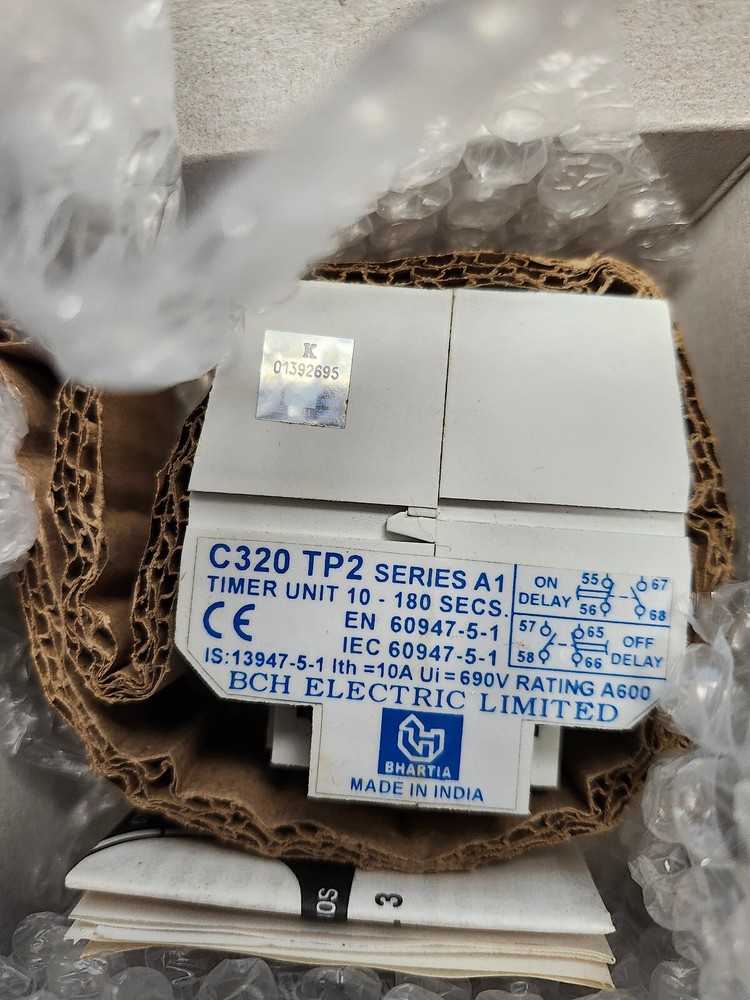 K
01392695
C320 TP2 SERIES A1
TIMER UNIT 10 - 180 SECS.
CE
EN 60947-5-1
IEC 60947-5-1
IS:13947-5-1 Ith =10A Ui = 690V RATING A600
BCH ELECTRIC LIMITED
ON DELAY
55
67
56
68
57
65
58
66
OFF DELAY
BHARTIA
MADE IN INDIA
3